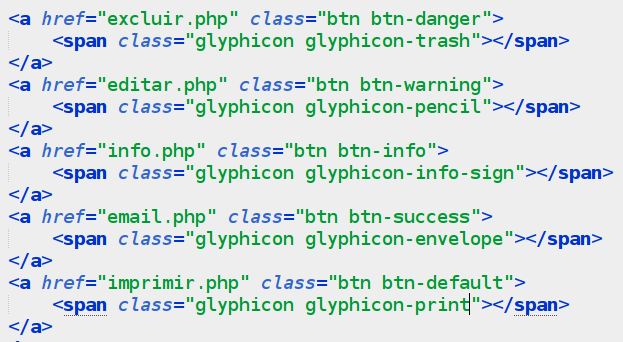 <a href="excluir.php" class="btn btn-danger">
    <span class="glyphicon glyphicon-trash"></span>
</a>
<a href="editar.php" class="btn btn-warning">
    <span class="glyphicon glyphicon-pencil"></span>
</a>
<a href="info.php" class="btn btn-info">
    <span class="glyphicon glyphicon-info-sign"></span>
</a>
<a href="email.php" class="btn btn-success">
    <span class="glyphicon glyphicon-envelope"></span>
</a>
<a href="imprimir.php" class="btn btn-default">
    <span class="glyphicon glyphicon-print"></span>
</a>